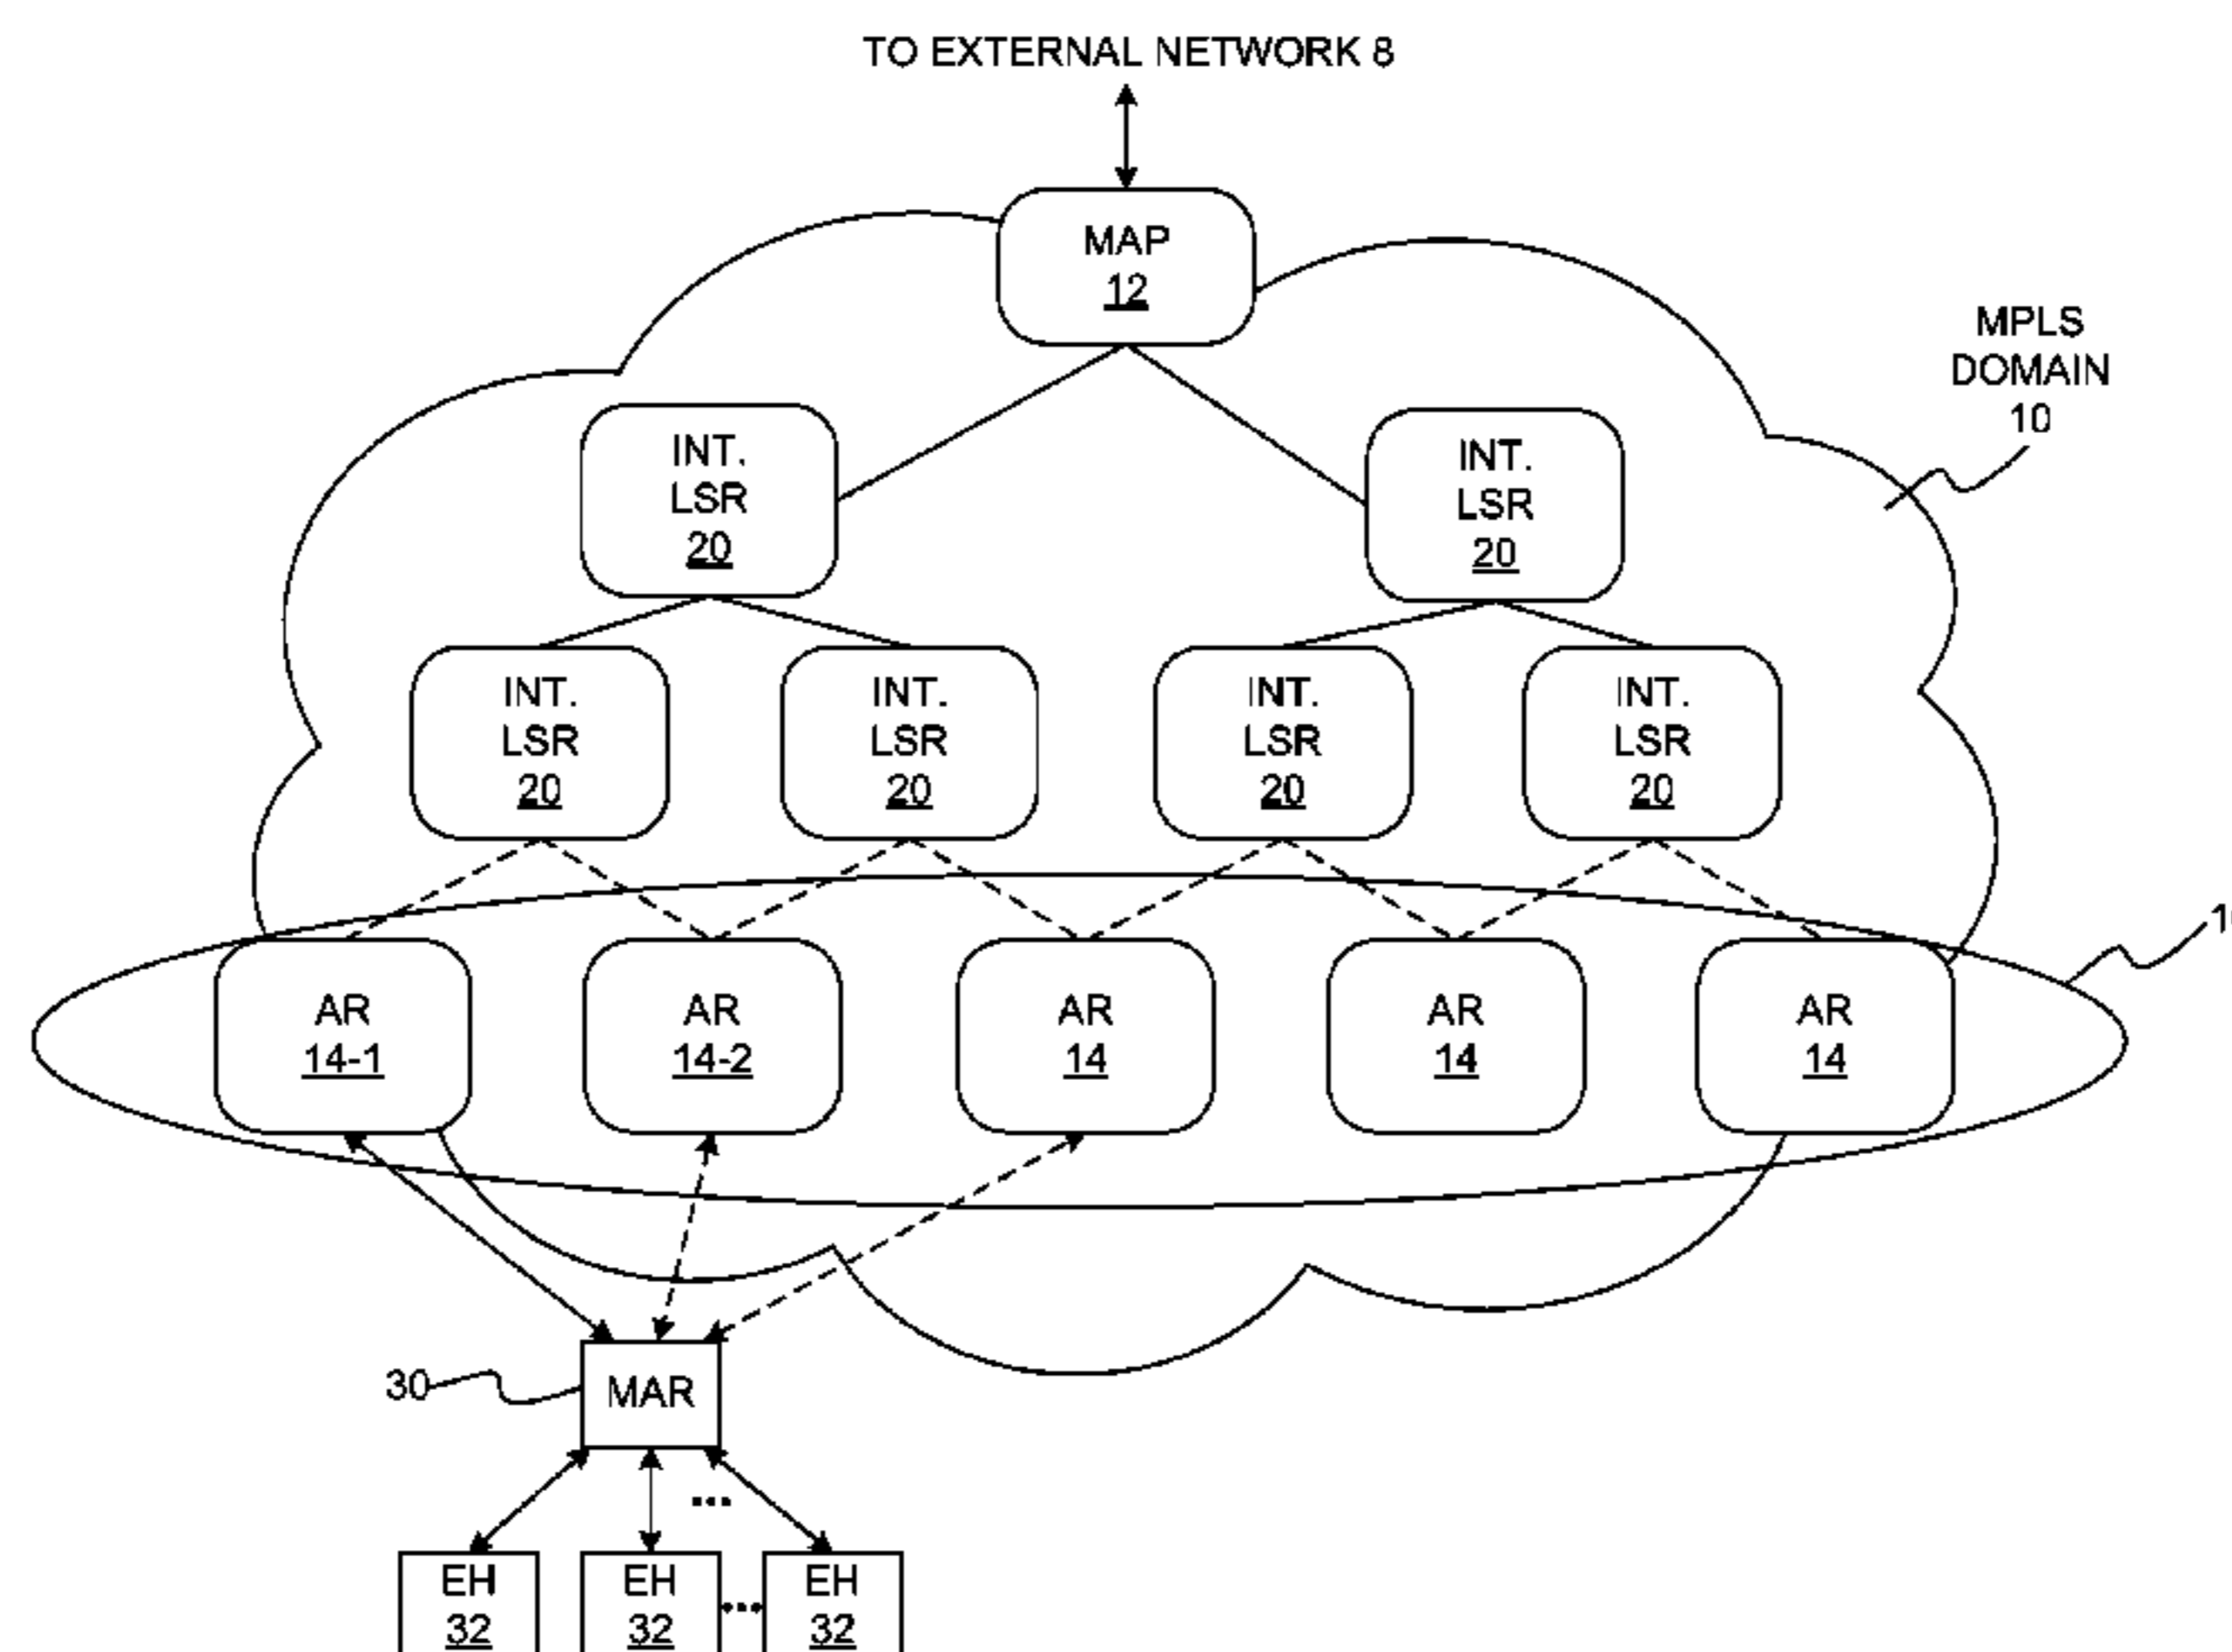 TO EXTERNAL NETWORK 8
MAP
12
MPLS
DOMAIN
10
INT.
LSR
20
INT.
LSR
20
INT.
LSR
20
INT.
LSR
20
INT.
LSR
20
INT.
LSR
20
AR
14-1
AR
14-2
AR
14
AR
14
AR
14
30
MAR
...
EH
32
EH
32
...
EH
32